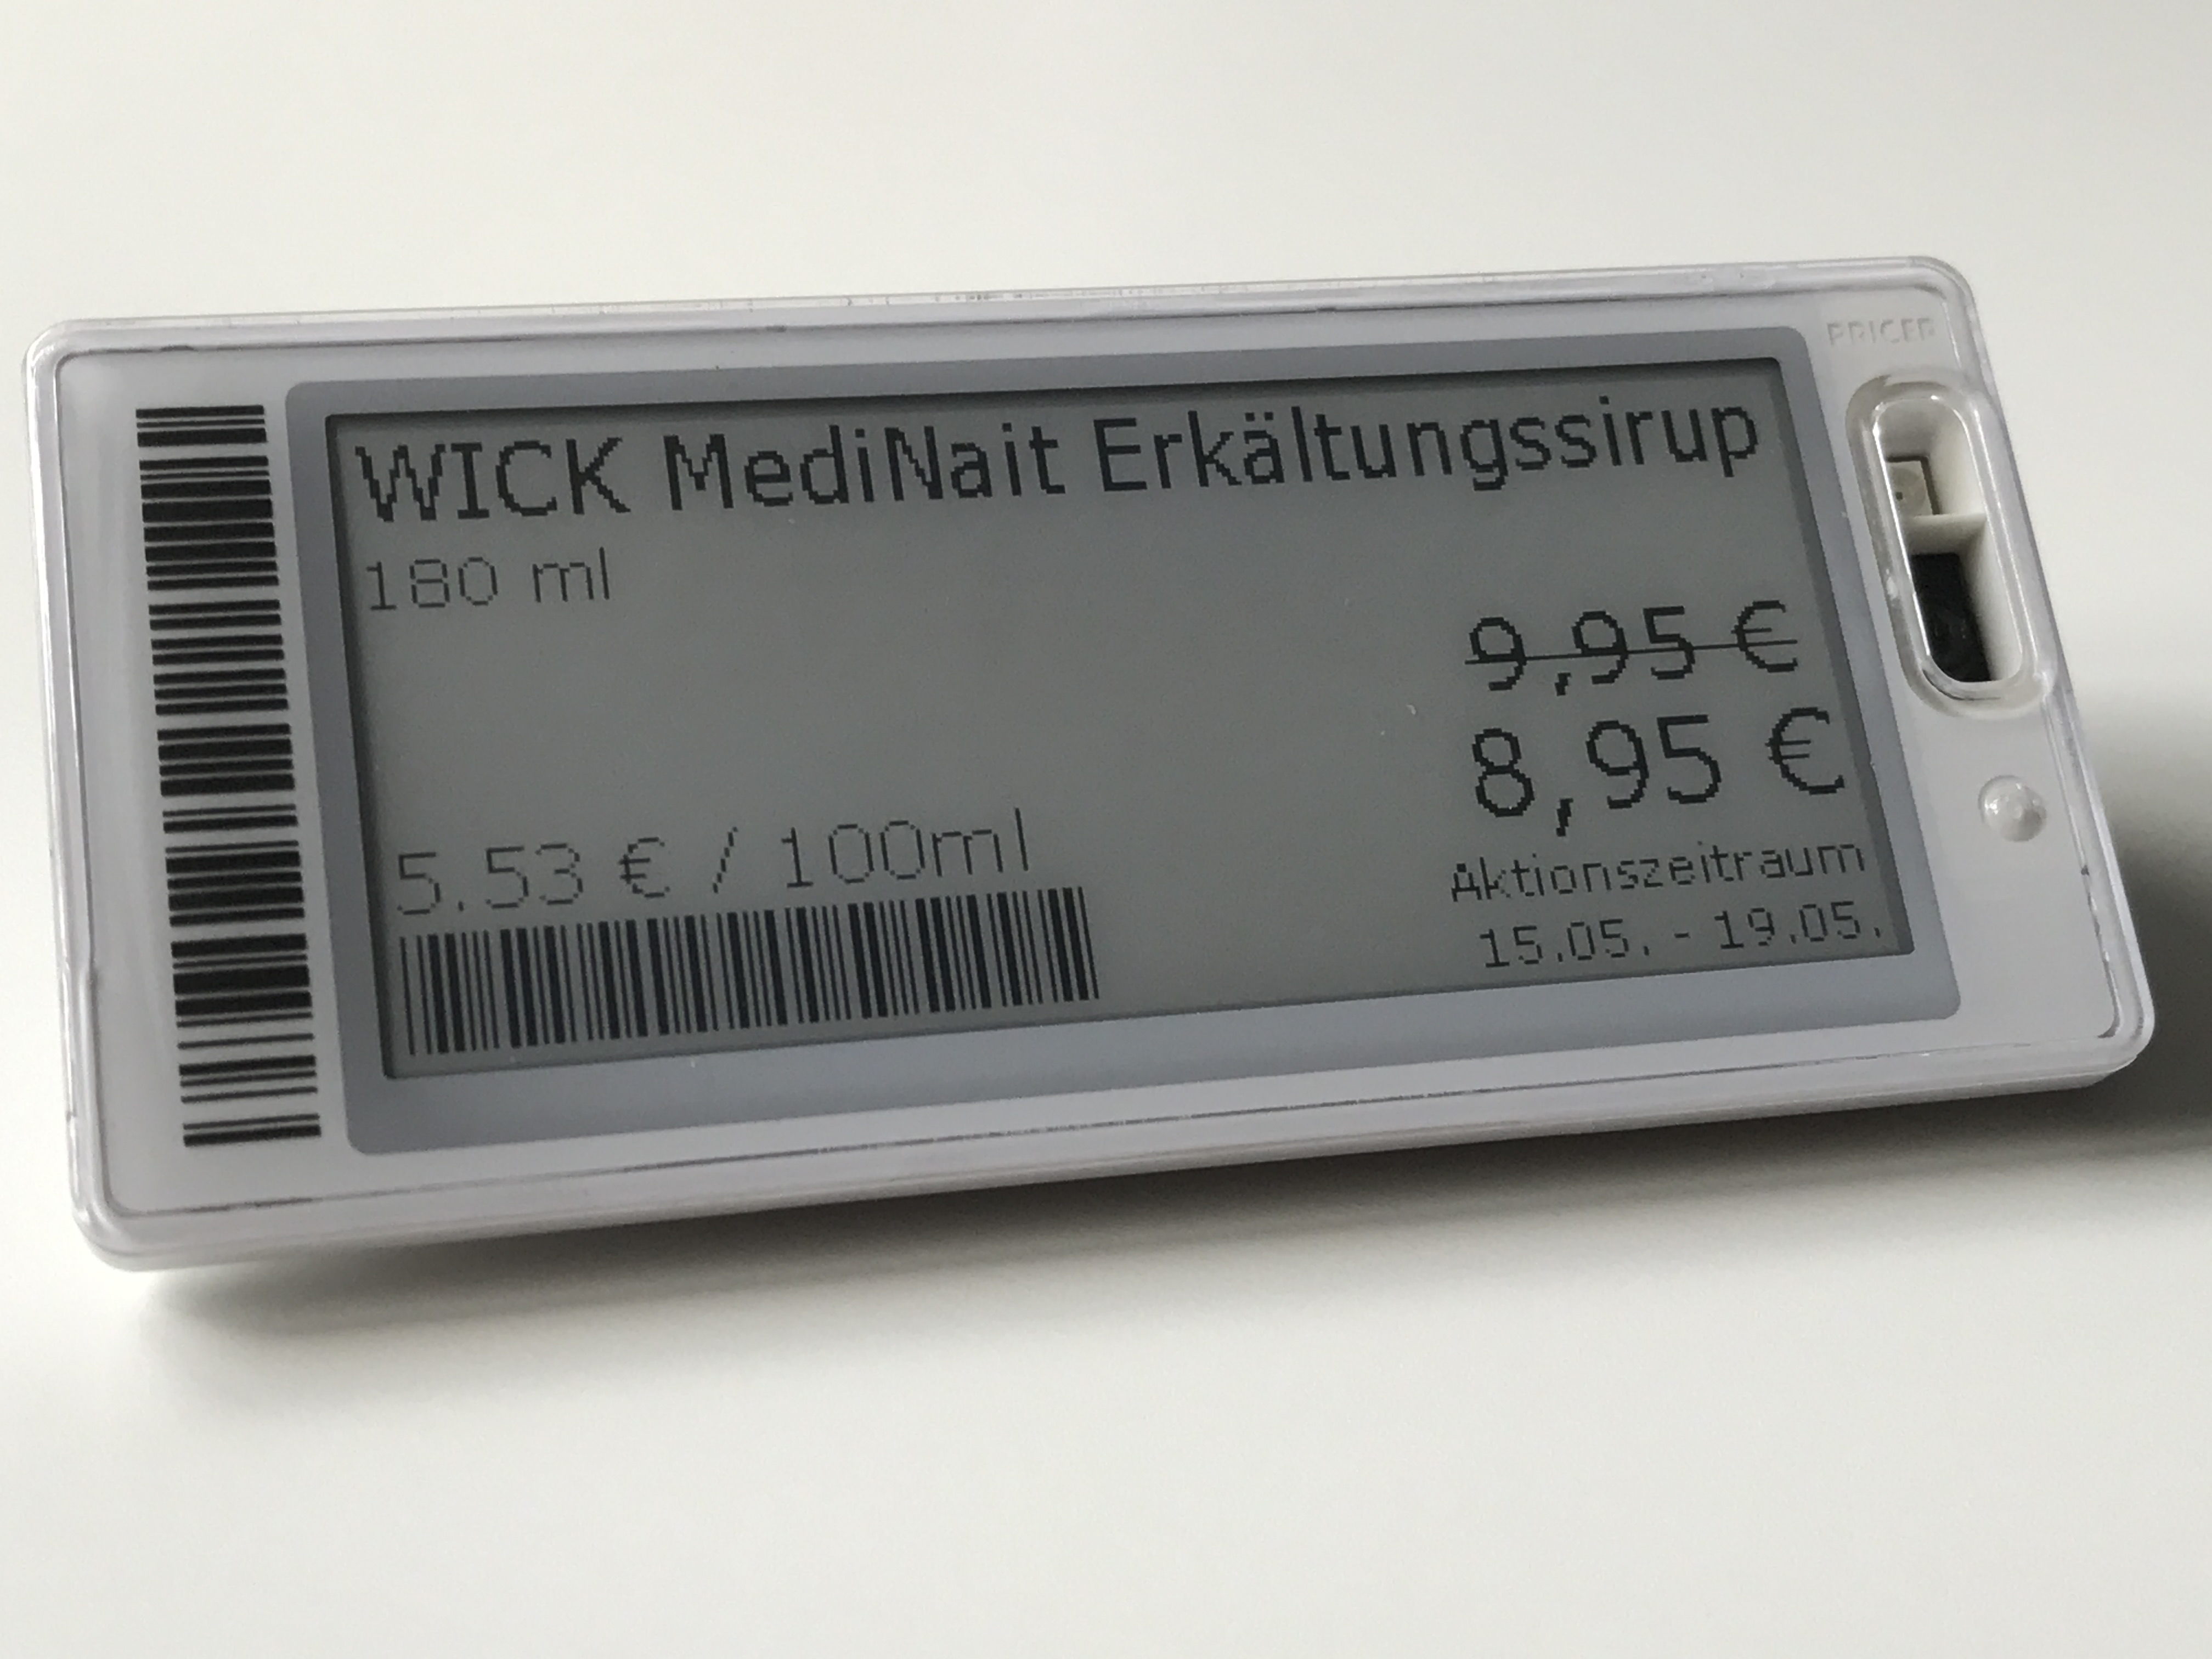 PRICER
WICK MediNait Erkältungssirup
180 ml
9,95 €
8,95 €
5.53 € / 100ml
Aktionszeitraum
15.05. - 19.05.